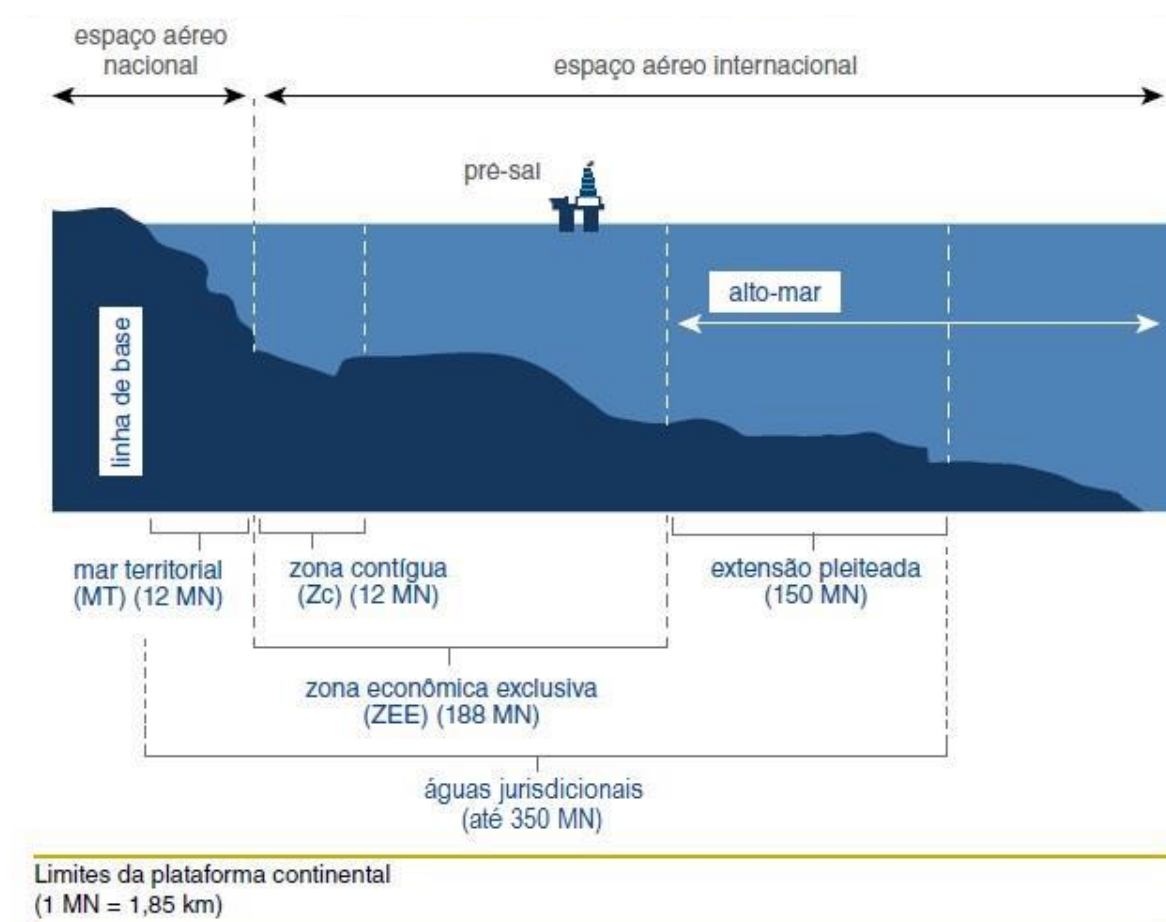 espaço aéreo
nacional
espaço aéreo internacional
pré-sal
alto-mar
linha de base
mar territorial
(MT) (12 MN)
zona contígua
(Zc) (12 MN)
extensão pleiteada
(150 MN)
zona econômica exclusiva
(ZEE) (188 MN)
águas jurisdicionais
(até 350 MN)
Limites da plataforma continental
(1 MN = 1,85 km)